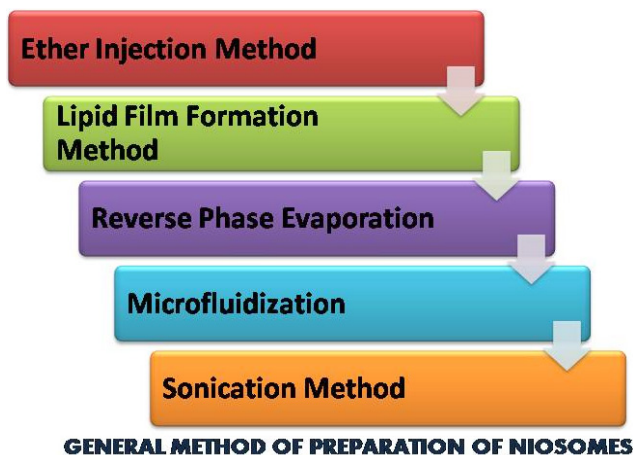 Ether Injection Method
Lipid Film Formation
Method
Reverse Phase Evaporation
Microfluidization
Sonication Method
GENERAL METHOD OF PREPARATION OF NIOSOMES